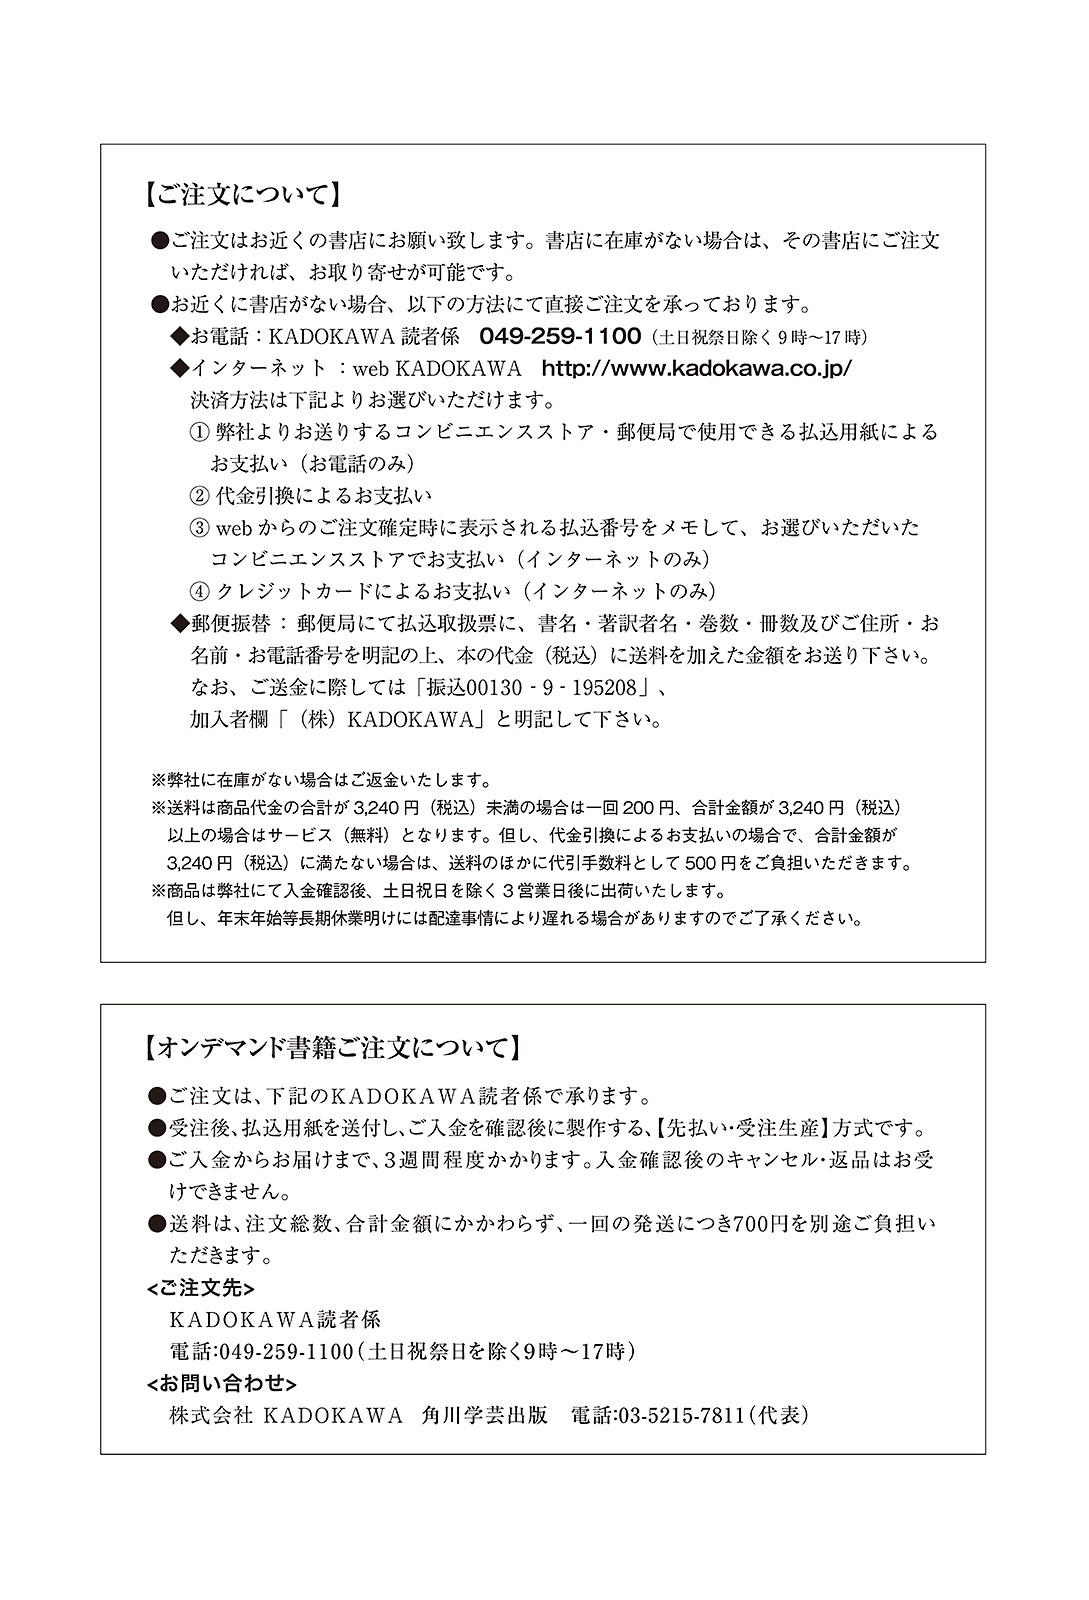 【ご注文について】
●ご注文はお近くの書店にお願い致します。書店に在庫がない場合は、その書店にご注文
いただければ、お取り寄せが可能です。
●お近くに書店がない場合、以下の方法にて直接ご注文を承っております。
◆お電話：KADOKAWA 読者係　049-259-1100（土日祝祭日除く 9 時〜17 時）
◆インターネット ：web KADOKAWA　http://www.kadokawa.co.jp/
決済方法は下記よりお選びいただけます。
① 弊社よりお送りするコンビニエンスストア・郵便局で使用できる払込用紙による
お支払い（お電話のみ）
② 代金引換によるお支払い
③ web からのご注文確定時に表示される払込番号をメモして、お選びいただいた
コンビニエンスストアでお支払い（インターネットのみ）
④ クレジットカードによるお支払い（インターネットのみ）
◆郵便振替：郵便局にて払込取扱票に、書名・著訳者名・巻数・冊数及びご住所・お
名前・お電話番号を明記の上、本の代金（税込）に送料を加えた金額をお送り下さい。
なお、ご送金に際しては「振込00130 - 9 - 195208」、
加入者欄「（株）KADOKAWA」と明記して下さい。
※弊社に在庫がない場合はご返金いたします。
※送料は商品代金の合計が 3,240 円（税込）未満の場合は一回 200 円、合計金額が 3,240 円（税込）
以上の場合はサービス（無料）となります。但し、代金引換によるお支払いの場合で、合計金額が
3,240 円（税込）に満たない場合は、送料のほかに代引手数料として 500 円をご負担いただきます。
※商品は弊社にて入金確認後、土日祝日を除く 3 営業日後に出荷いたします。
但し、年末年始等長期休業明けには配達事情により遅れる場合がありますのでご了承ください。
【オンデマンド書籍ご注文について】
●ご注文は、下記のKADOKAWA読者係で承ります。
●受注後、払込用紙を送付し、ご入金を確認後に製作する、【先払い・受注生産】方式です。
●ご入金からお届けまで、3週間程度かかります。入金確認後のキャンセル・返品はお受
けできません。
●送料は、注文総数、合計金額にかかわらず、一回の発送につき700円を別途ご負担い
ただきます。
<ご注文先>
KADOKAWA読者係
電話:049-259-1100（土日祝祭日を除く9時〜17時）
<お問い合わせ>
株式会社 KADOKAWA　角川学芸出版　電話:03-5215-7811（代表）